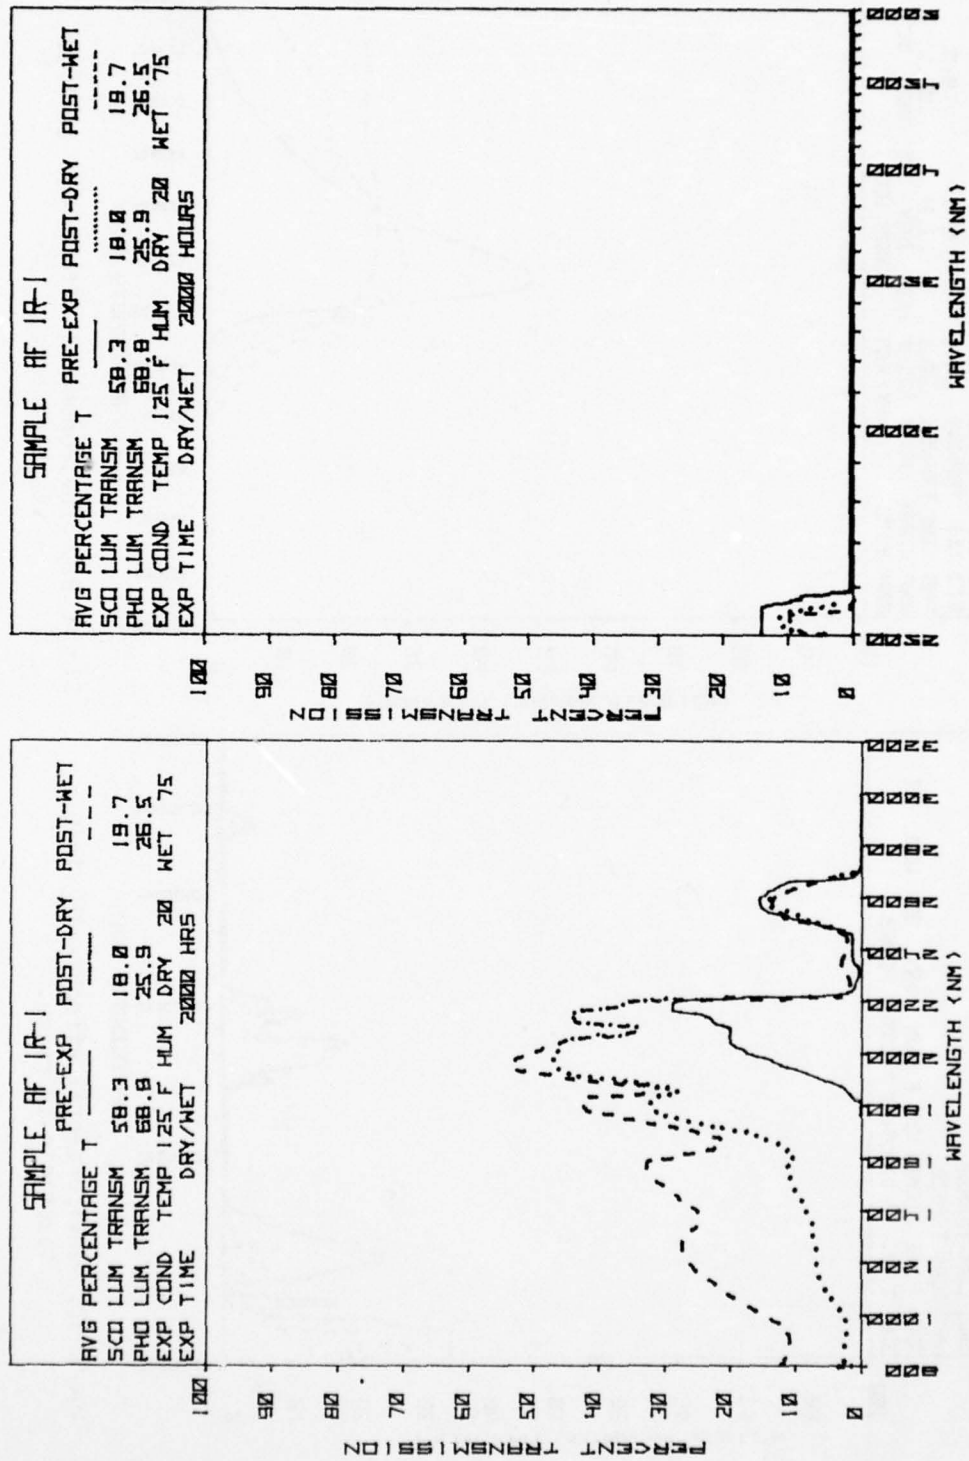 SAMPLE AF IR-1
PRE-EXP POST-DRY POST-WET
AVG PERCENTAGE T
SCO LUM TRANSM 58.3 18.0 19.7
PHO LUM TRANSM 68.8 25.9 26.5
EXP COND TEMP 125 F HUM DRY 20 WET 75
EXP TIME DRY/WET 2000 HRS
PERCENT TRANSMISSION
100
90
80
70
60
50
40
30
20
10
0
800 1000 1200 1400 1600 1800 2000 2200 2400 2600 2800 3000 3200
WAVELENGTH (NM)
SAMPLE AF IR-1
PRE-EXP POST-DRY POST-WET
AVG PERCENTAGE T
SCO LUM TRANSM 58.3 18.0 19.7
PHO LUM TRANSM 68.8 25.9 26.5
EXP COND TEMP 125 F HUM DRY 20 WET 75
EXP TIME DRY/WET 2000 HOURS
PERCENT TRANSMISSION
100
90
80
70
60
50
40
30
20
10
0
2500 3000 3500 4000 4500 5000
WAVELENGTH (NM)